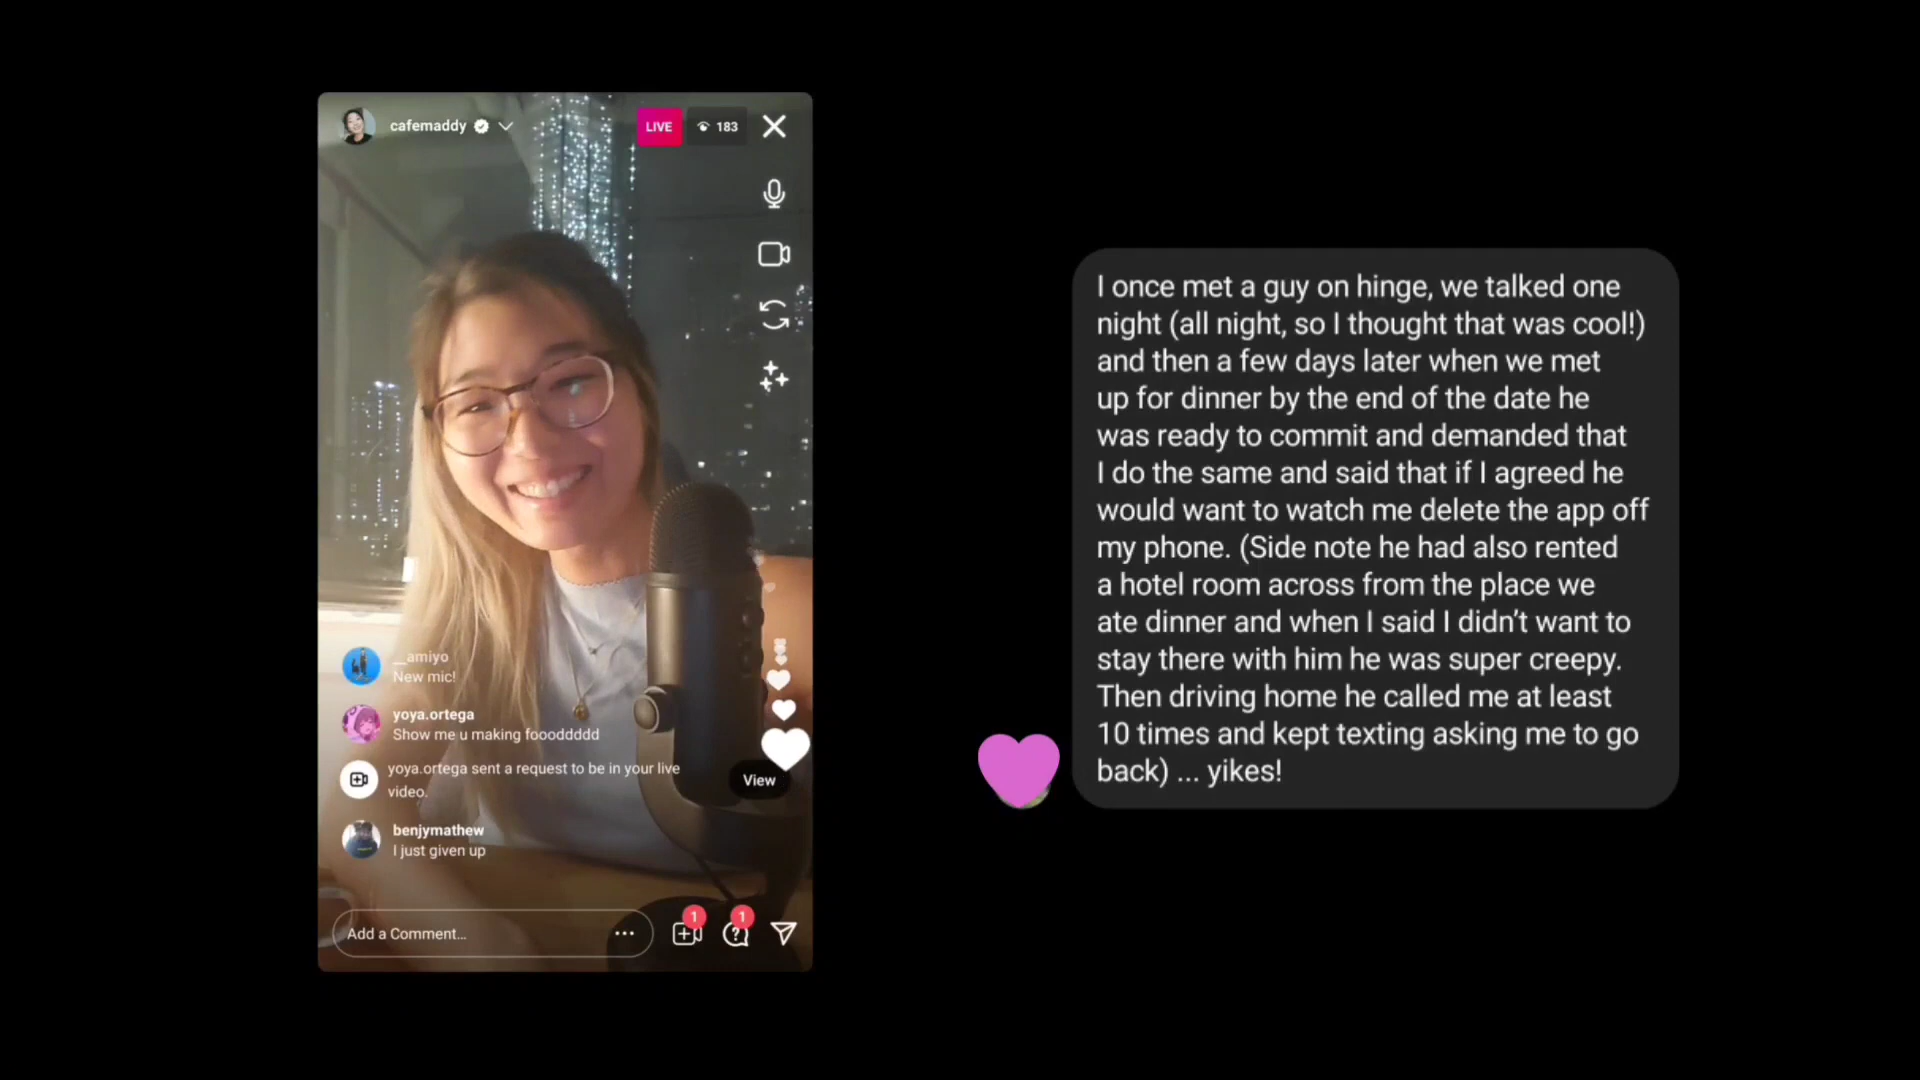 cafemaddy
LIVE
183
__amiyo
New mic!
yoya.ortega
Show me u making fooodddd
yoya.ortega sent a request to be in your live
video.
View
benjymathew
I just given up
Add a Comment...
1
1
I once met a guy on hinge, we talked one
night (all night, so I thought that was cool!)
and then a few days later when we met
up for dinner by the end of the date he
was ready to commit and demanded that
I do the same and said that if I agreed he
would want to watch me delete the app off
my phone. (Side note he had also rented
a hotel room across from the place we
ate dinner and when I said I didn’t want to
stay there with him he was super creepy.
Then driving home he called me at least
10 times and kept texting asking me to go
back) ... yikes!